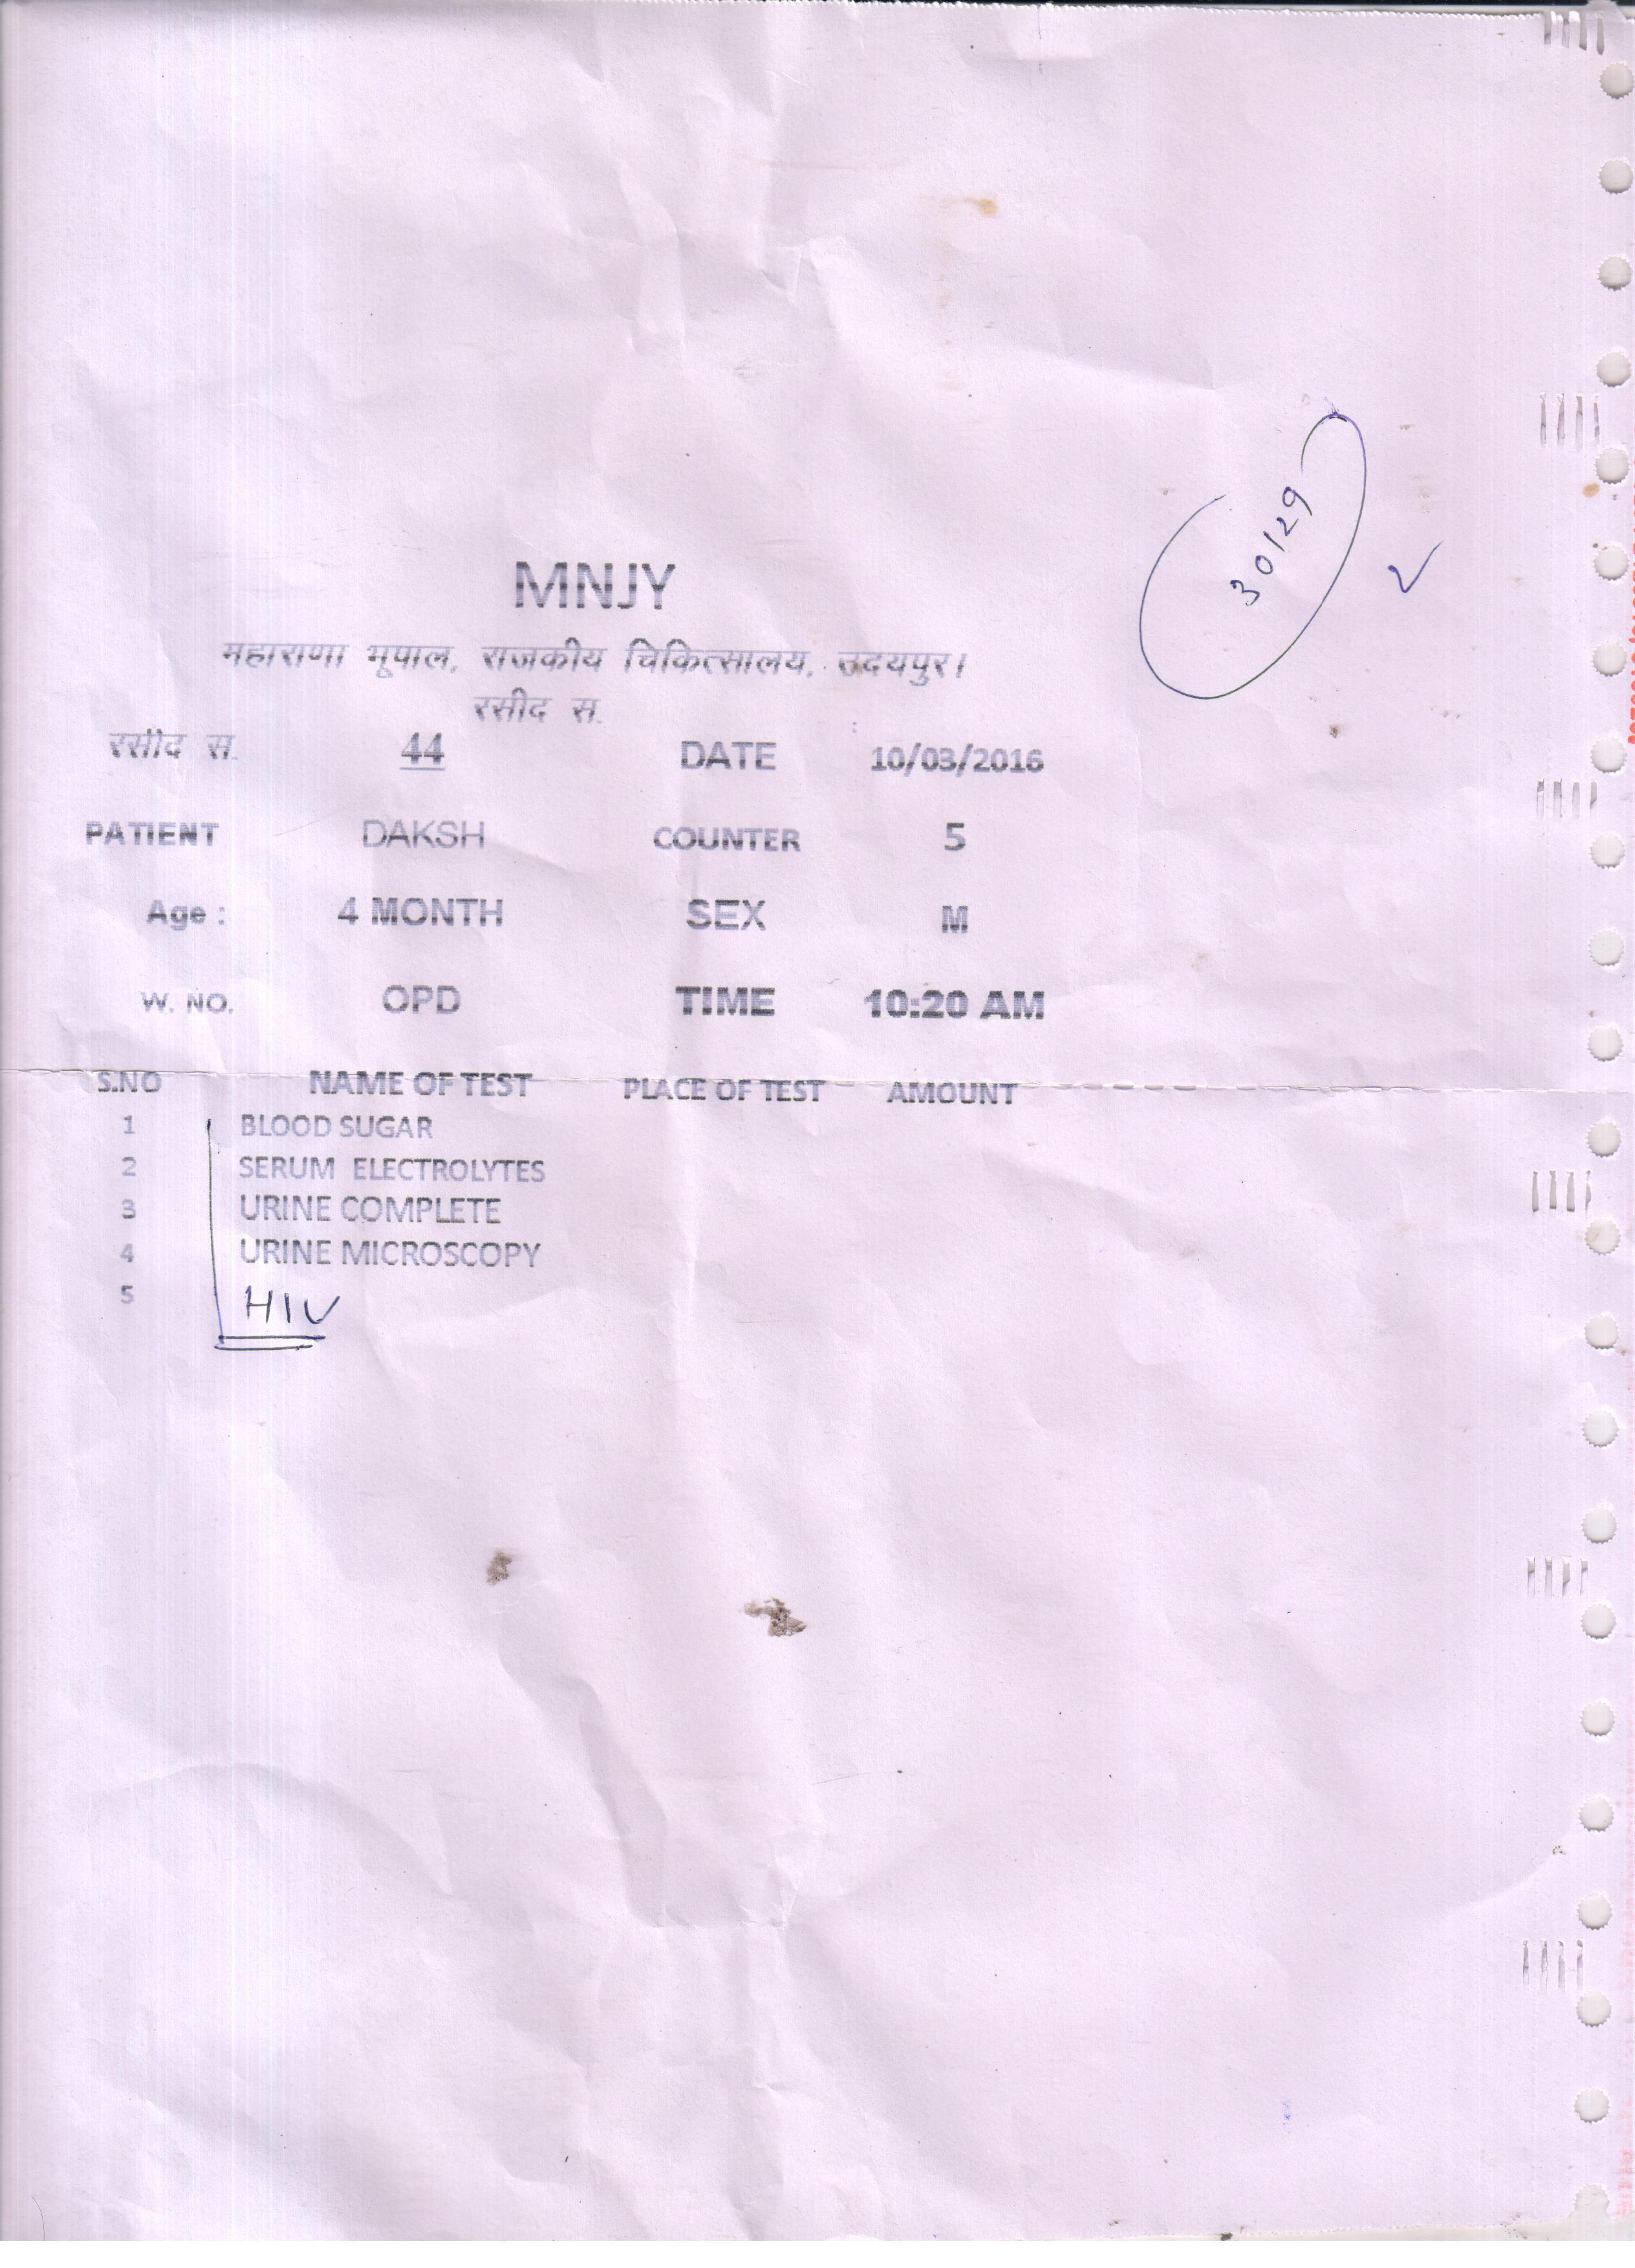 MNJY
महाराणा भूपाल, राजकीय चिकित्सालय, उदयपुर।
रसीद स.
रसीद स. 44 DATE 10/03/2016
PATIENT DAKSH COUNTER 5
Age : 4 MONTH SEX M
W. NO. OPD TIME 10:20 AM
S.NO NAME OF TEST PLACE OF TEST AMOUNT
1 BLOOD SUGAR
2 SERUM ELECTROLYTES
3 URINE COMPLETE
4 URINE MICROSCOPY
5 HIV
30129